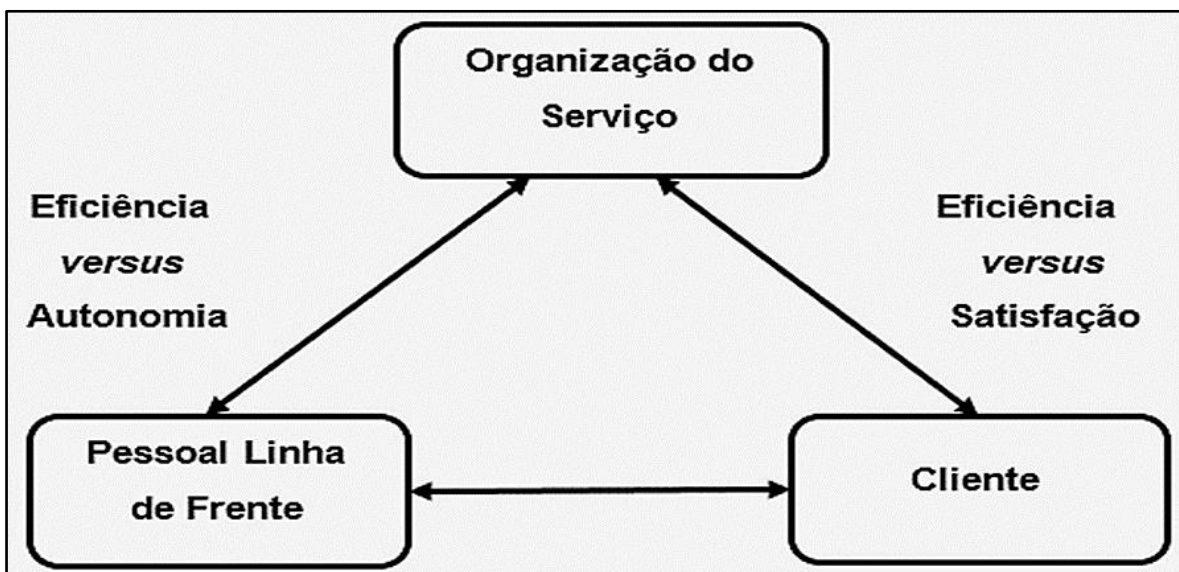 Organização do
Serviço
Eficiência
versus
Autonomia
Eficiência
versus
Satisfação
Pessoal Linha
de Frente
Cliente